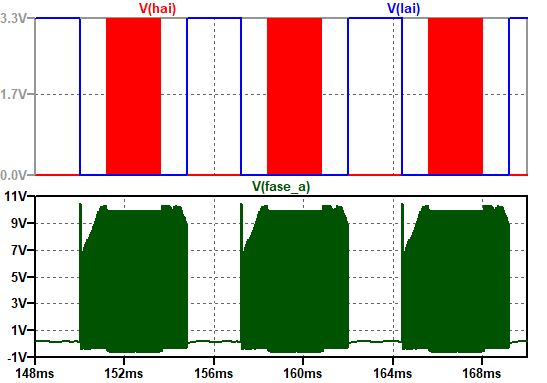 V(hai) V(lai)
3.3V
1.7V
0.0V
V(fase_a)
11V
9V
7V
5V
3V
1V
-1V
148ms 152ms 156ms 160ms 164ms 168ms